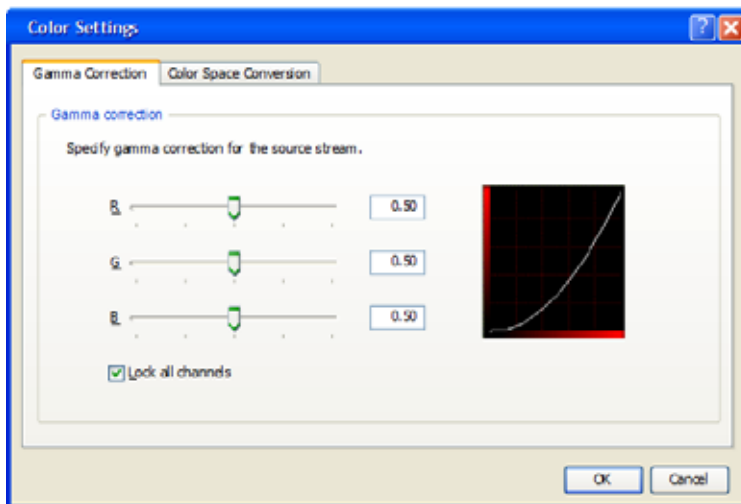 Color Settings
Gamma Correction
Color Space Conversion
Gamma correction
Specify gamma correction for the source stream.
R 0.50
G 0.50
B 0.50
Lock all channels
OK
Cancel